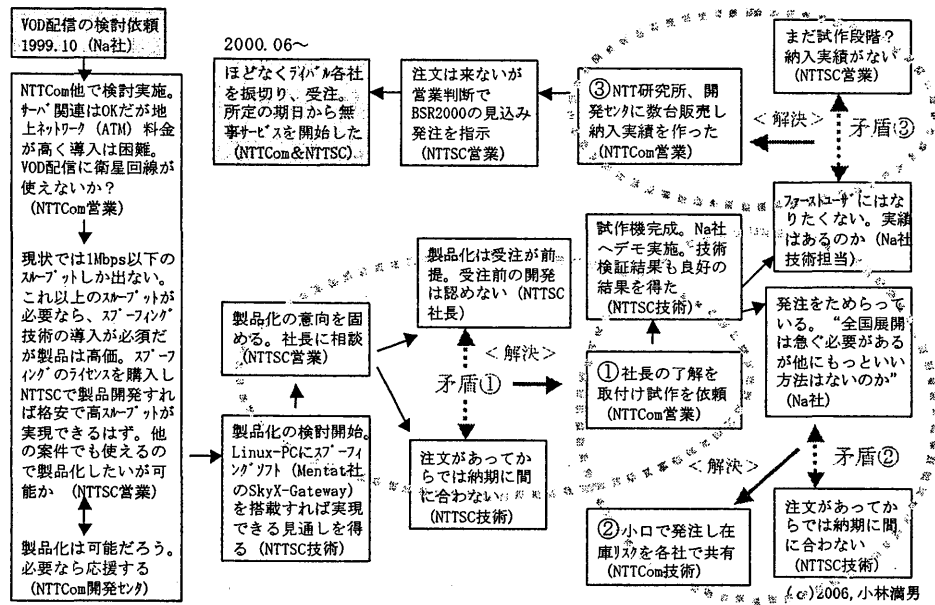 VOD配信の検討依頼
1999.10 (Na社)
NTTCom他で検討実施。
ｻｰﾊﾞ関連はOKだが地
上ネットワーク (ATM) 料金
が高く導入は困難。
VOD配信に衛星回線が
使えないか？
(NTTCom営業)
現状では1Mbps以下の
ｽﾙｰﾌﾟｯﾄしか出ない。
これ以上のｽﾙｰﾌﾟｯﾄが
必要なら、ｽﾌﾟｰﾌｨﾝｸﾞ
技術の導入が必須だ
が製品は高価。ｽﾌﾟｰﾌ
ｨﾝｸﾞのﾗｲｾﾝｽを購入し
NTTSCで製品開発すれ
ば格安で高ｽﾙｰﾌﾟｯﾄが
実現できるはず。他
の案件でも使えるの
で製品化したいが可
能か (NTTSC営業)
製品化は可能だろう。
必要なら応援する
(NTTCom開発ｾﾝﾀ)
2000.06～
ほどなくﾗｲﾊﾞﾙ各社
を振切り、受注。
所定の期日から無
事サービスを開始した
(NTTCom＆NTTSC)
注文は来ないが
営業判断で
BSR2000の見込み
発注を指示
(NTTSC営業)
③NTT研究所、開
発ｾﾝﾀに数台販売し
納入実績を作った
(NTTCom営業)
まだ試作段階？
納入実績がない
(NTTSC営業)
＜解決＞
矛盾③
ﾌｧｰｽﾄﾕｰｻﾞにはな
りたくない。実績
はあるのか (Na社
技術担当)
試作機完成。Na社
へデモ実施。技術
検証結果も良好の
結果を得た
(NTTSC技術)
製品化は受注が前
提。受注前の開発
は認めない (NTTSC
社長)
製品化の意向を固
める。社長に相談
(NTTSC営業)
矛盾①
＜解決＞
①社長の了解を
取付け試作を依頼
(NTTCom営業)
発注をためらって
いる。 “全国展開
は急ぐ必要がある
が他にもっといい
方法はないのか”
(Na社)
製品化の検討開始。
Linux-PCにｽﾌﾟｰﾌｨ
ﾝｸﾞｿﾌﾄ (Mentat社
のSkyX-Gateway)
を搭載すれば実現
できる見通しを得
る (NTTSC技術)
注文があってか
らでは納期に間
に合わない
(NTTSC技術)
＜解決＞
矛盾②
②小口で発注し在
庫ﾘｽｸを各社で共有
(NTTCom技術)
注文があってか
らでは納期に間
に合わない
(NTTSC技術)
(c)2006, 小林満男